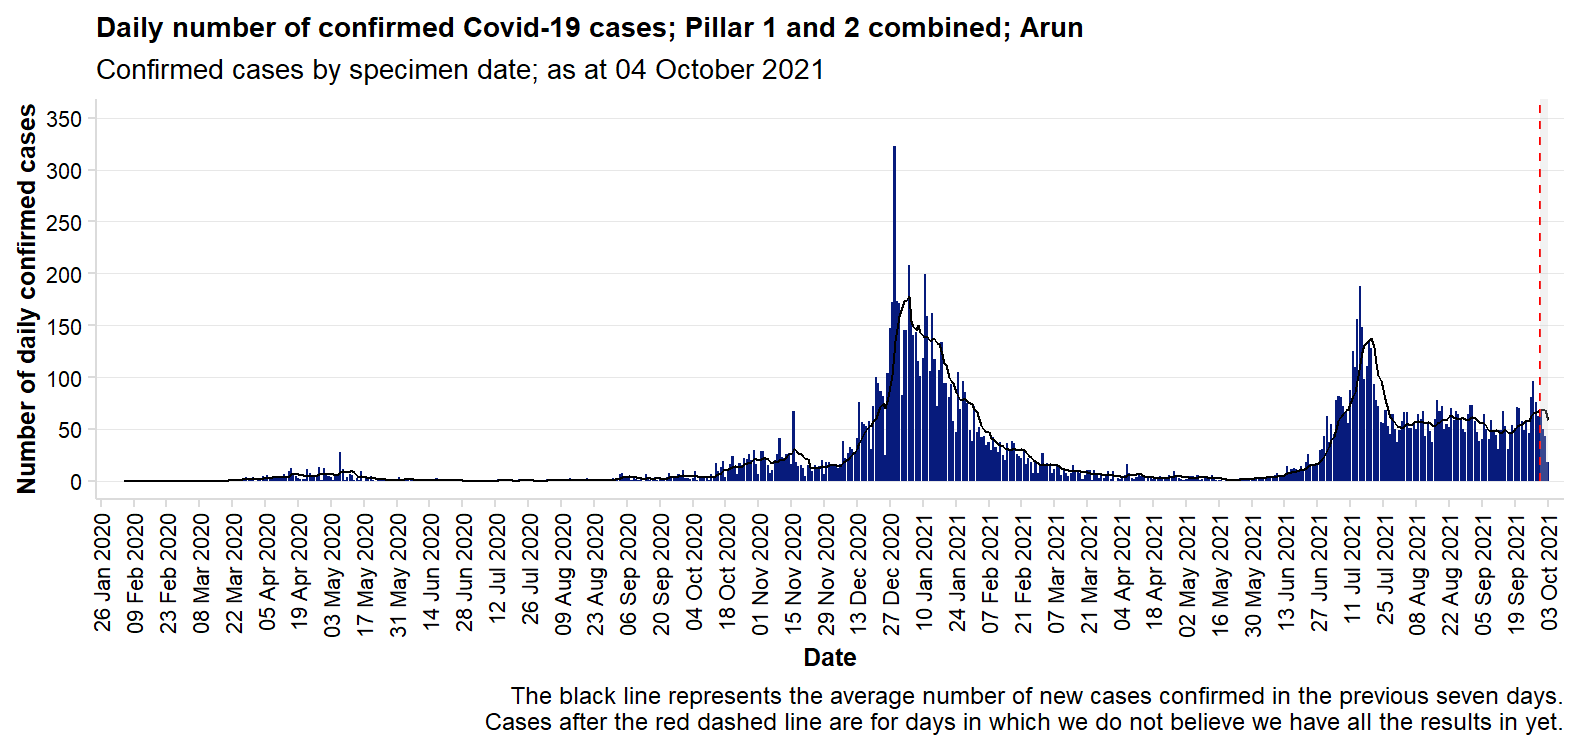 Daily number of confirmed Covid-19 cases; Pillar 1 and 2 combined; Arun
Confirmed cases by specimen date; as at 04 October 2021
Number of daily confirmed cases
350
300
250
200
150
100
50
0
26 Jan 2020
09 Feb 2020
23 Feb 2020
08 Mar 2020
22 Mar 2020
05 Apr 2020
19 Apr 2020
03 May 2020
17 May 2020
31 May 2020
14 Jun 2020
28 Jun 2020
12 Jul 2020
26 Jul 2020
09 Aug 2020
23 Aug 2020
06 Sep 2020
20 Sep 2020
04 Oct 2020
18 Oct 2020
01 Nov 2020
15 Nov 2020
29 Nov 2020
13 Dec 2020
27 Dec 2020
10 Jan 2021
24 Jan 2021
07 Feb 2021
21 Feb 2021
07 Mar 2021
21 Mar 2021
04 Apr 2021
18 Apr 2021
02 May 2021
16 May 2021
30 May 2021
13 Jun 2021
27 Jun 2021
11 Jul 2021
25 Jul 2021
08 Aug 2021
22 Aug 2021
05 Sep 2021
19 Sep 2021
03 Oct 2021
Date
The black line represents the average number of new cases confirmed in the previous seven days.
Cases after the red dashed line are for days in which we do not believe we have all the results in yet.